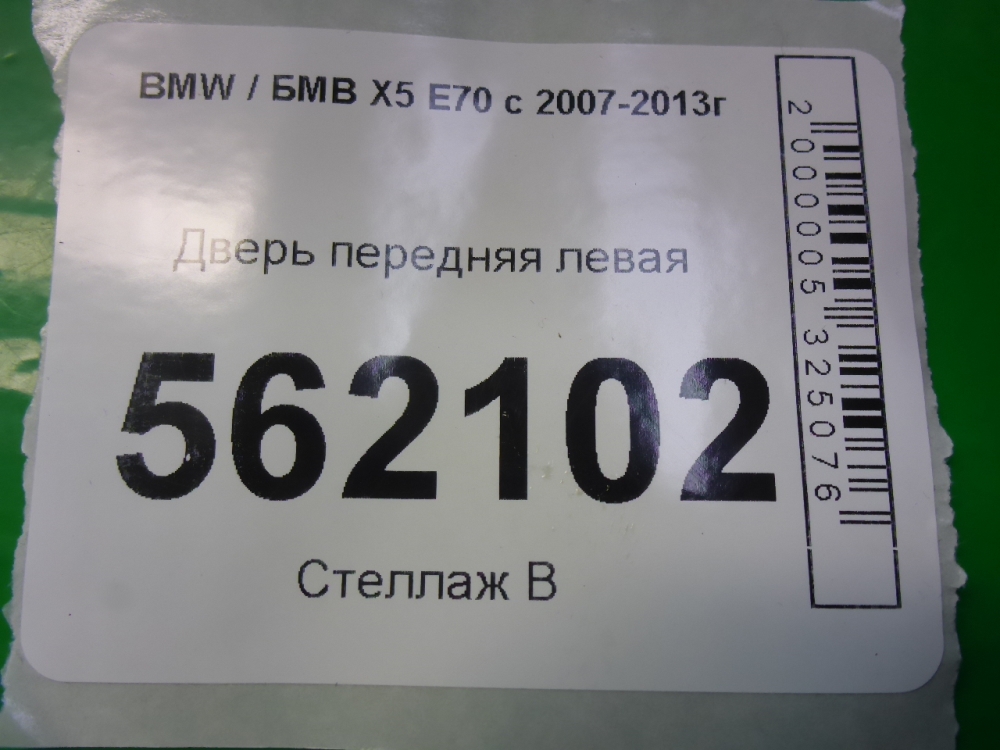 BMW / БМВ X5 E70 с 2007-2013г
Дверь передняя левая
562102
Стеллаж В
2000005325076